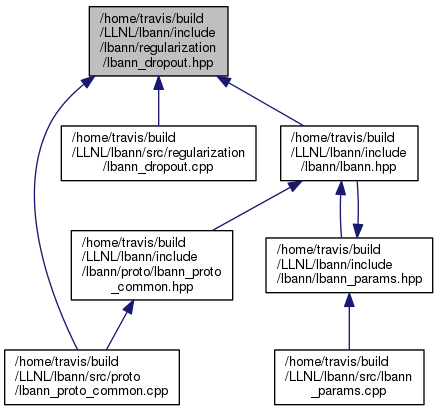 /home/travis/build
/LLNL/lbann/include
/lbann/regularization
/lbann_dropout.hpp
/home/travis/build
/LLNL/lbann/src/regularization
/lbann_dropout.cpp
/home/travis/build
/LLNL/lbann/include
/lbann/lbann.hpp
/home/travis/build
/LLNL/lbann/include
/lbann/proto/lbann_proto
_common.hpp
/home/travis/build
/LLNL/lbann/include
/lbann/lbann_params.hpp
/home/travis/build
/LLNL/lbann/src/proto
/lbann_proto_common.cpp
/home/travis/build
/LLNL/lbann/src/lbann
_params.cpp